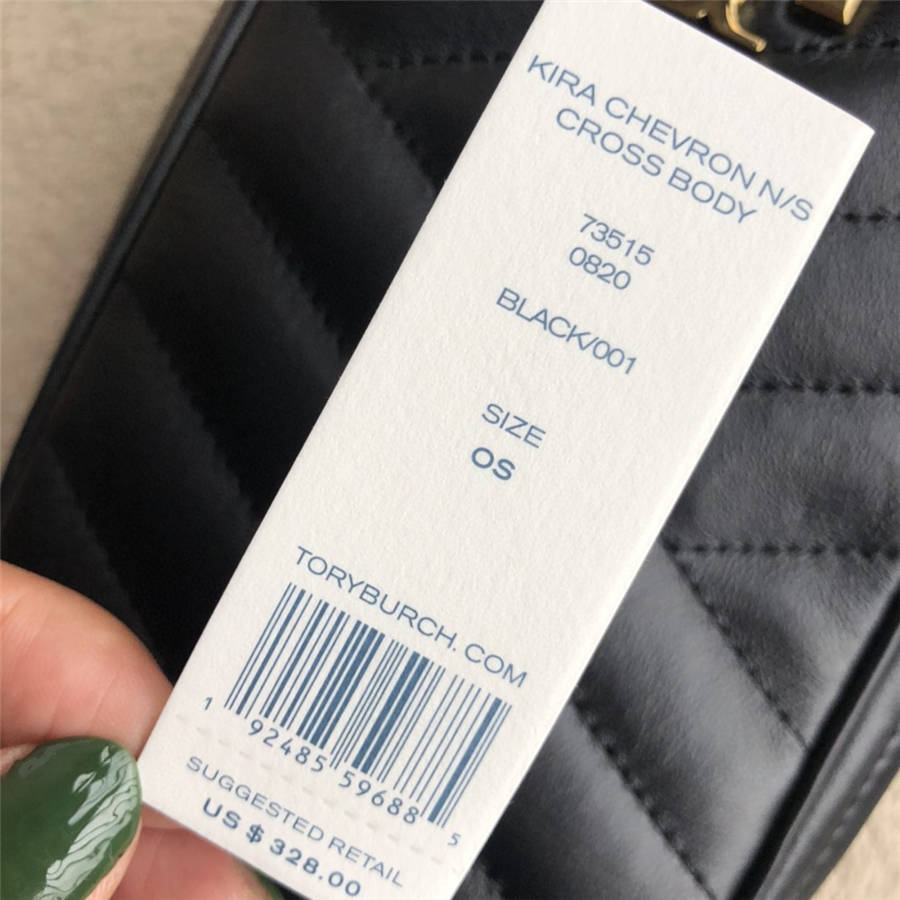 KIRA CHEVRON N/S
CROSS BODY
73515
0820
BLACK/001
SIZE
OS
TORYBURCH. COM
1 92485 59688 5
SUGGESTED RETAIL
US $ 328.00